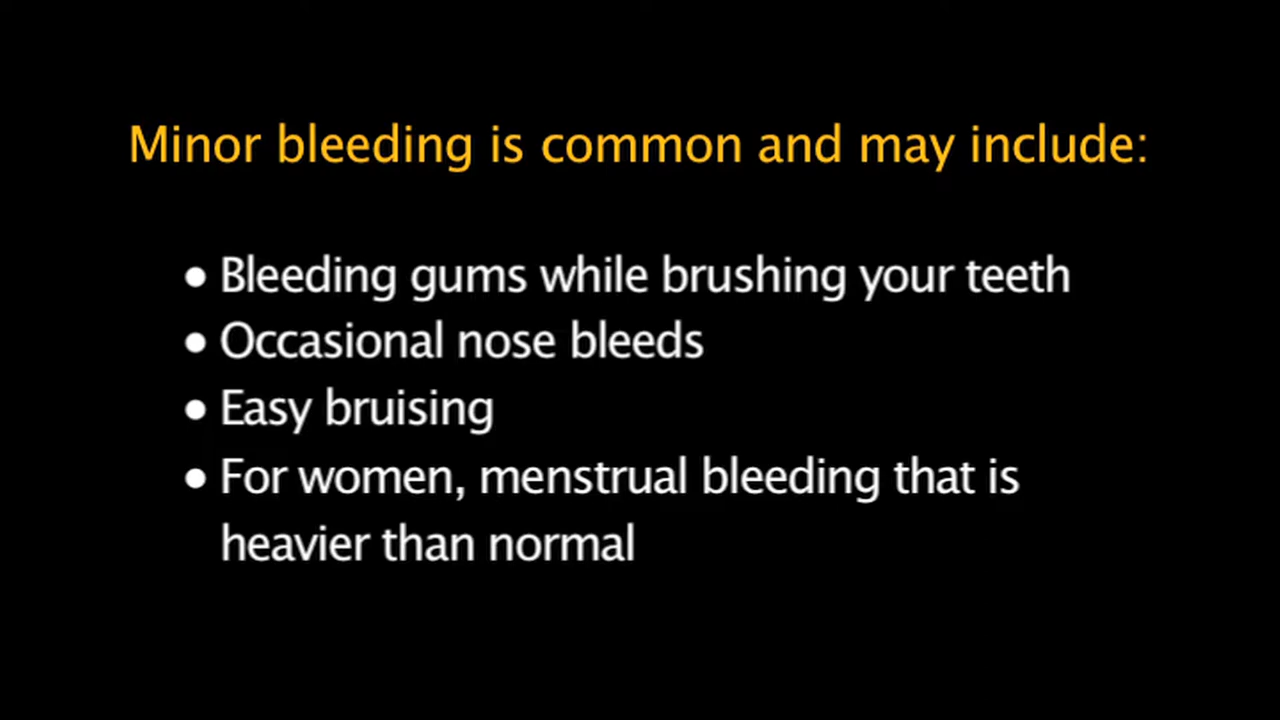 Minor bleeding is common and may include:
• Bleeding gums while brushing your teeth
• Occasional nose bleeds
• Easy bruising
• For women, menstrual bleeding that is
heavier than normal